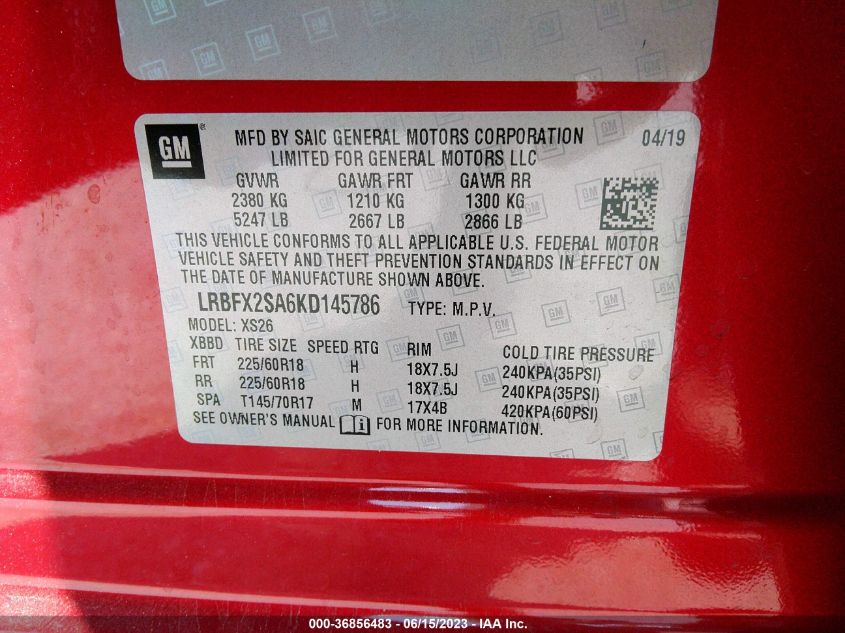 GM
MFD BY SAIC GENERAL MOTORS CORPORATION 04/19
LIMITED FOR GENERAL MOTORS LLC
GVWR GAWR FRT GAWR RR
2380 KG 1210 KG 1300 KG
5247 LB 2667 LB 2866 LB
THIS VEHICLE CONFORMS TO ALL APPLICABLE U.S. FEDERAL MOTOR
VEHICLE SAFETY AND THEFT PREVENTION STANDARDS IN EFFECT ON
THE DATE OF MANUFACTURE SHOWN ABOVE.
LRBFX2SA6KD145786 TYPE: M.P.V.
MODEL: XS26
XBBD TIRE SIZE SPEED RTG RIM COLD TIRE PRESSURE
FRT 225/60R18 H 18X7.5J 240KPA(35PSI)
RR 225/60R18 H 18X7.5J 240KPA(35PSI)
SPA T145/70R17 M 17X4B 420KPA(60PSI)
SEE OWNER'S MANUAL i FOR MORE INFORMATION.
000-36856483 - 06/15/2023 - IAA Inc.